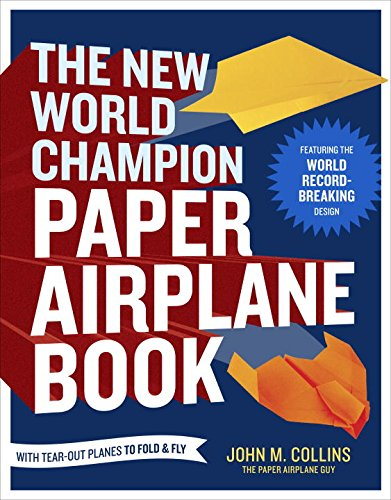 THE NEW
WORLD
CHAMPION
PAPER
AIRPLANE
BOOK
FEATURING THE
WORLD
RECORD-
BREAKING
DESIGN
WITH TEAR-OUT PLANES TO FOLD & FLY
JOHN M. COLLINS
THE PAPER AIRPLANE GUY